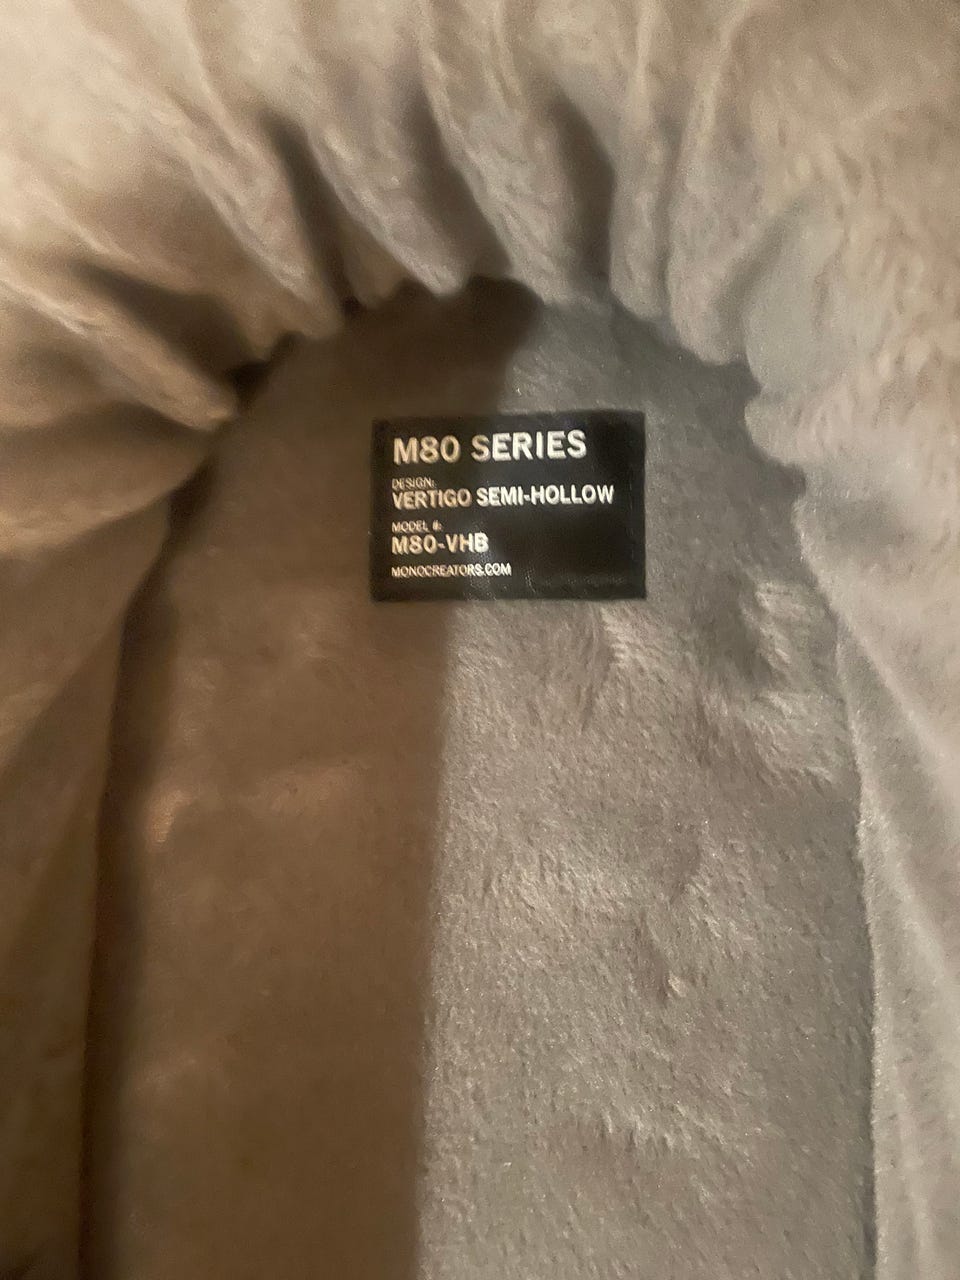 M80 SERIES
DESIGN:
VERTIGO SEMI-HOLLOW
MODEL #:
M80-VHB
MONOCREATORS.COM